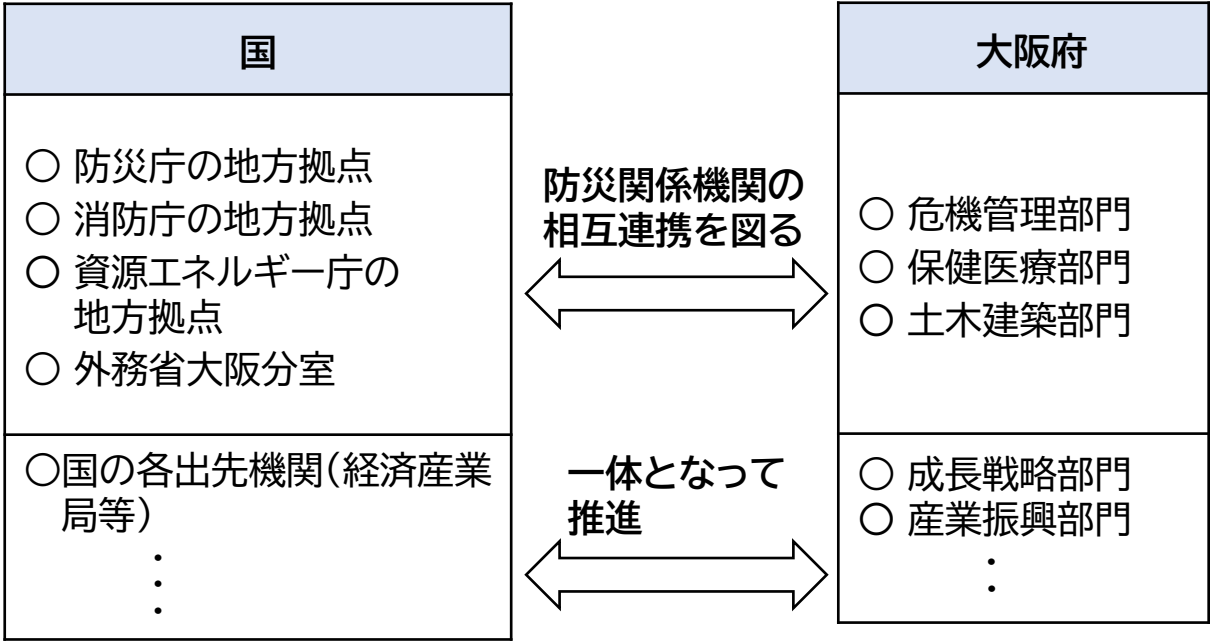 国
○ 防災庁の地方拠点
○ 消防庁の地方拠点
○ 資源エネルギー庁の
地方拠点
○ 外務省大阪分室
○国の各出先機関(経済産業
局等)
・
・
・
防災関係機関の
相互連携を図る
一体となって
推進
大阪府
○ 危機管理部門
○ 保健医療部門
○ 土木建築部門
○ 成長戦略部門
○ 産業振興部門
・
・